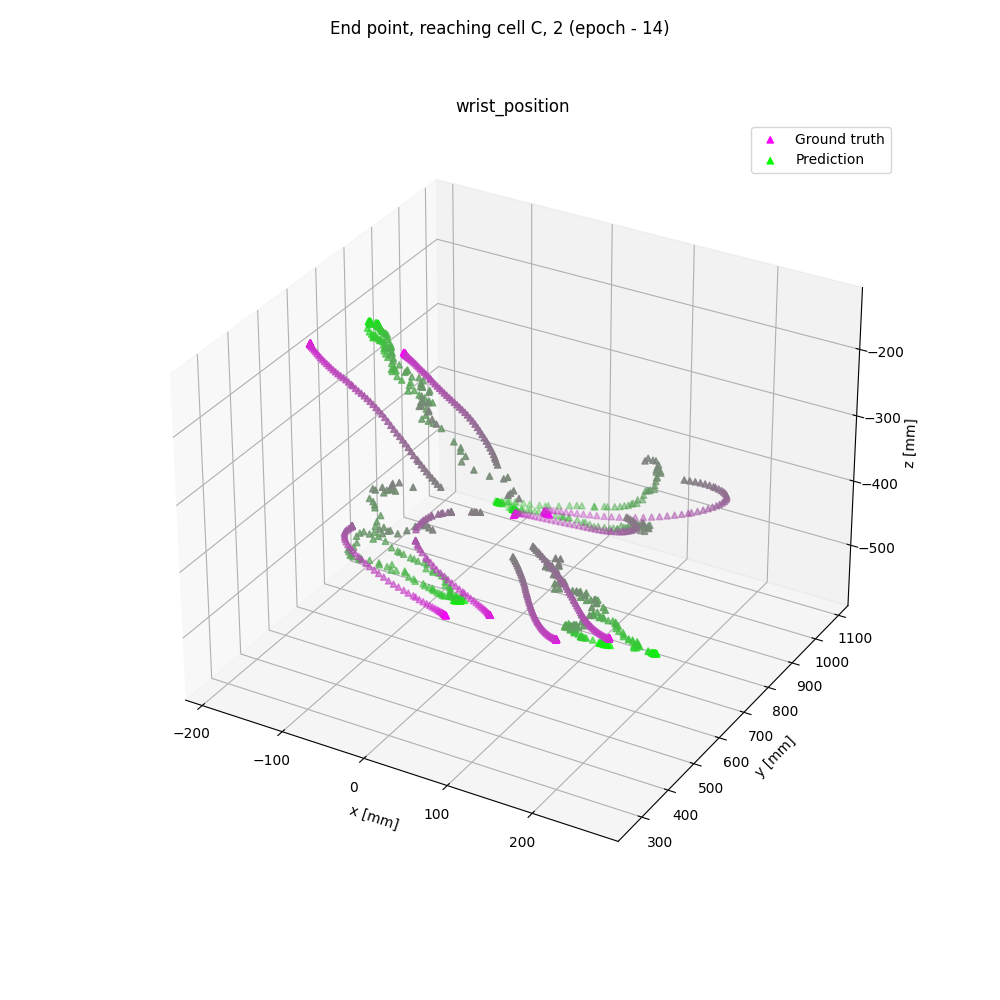 End point, reaching cell C, 2 (epoch - 14)
wrist_position
Ground truth
Prediction
−200
−300
−400
−500
z [mm]
1100
1000
900
800
700
600
500
400
300
y [mm]
−200
−100
0
100
200
x [mm]